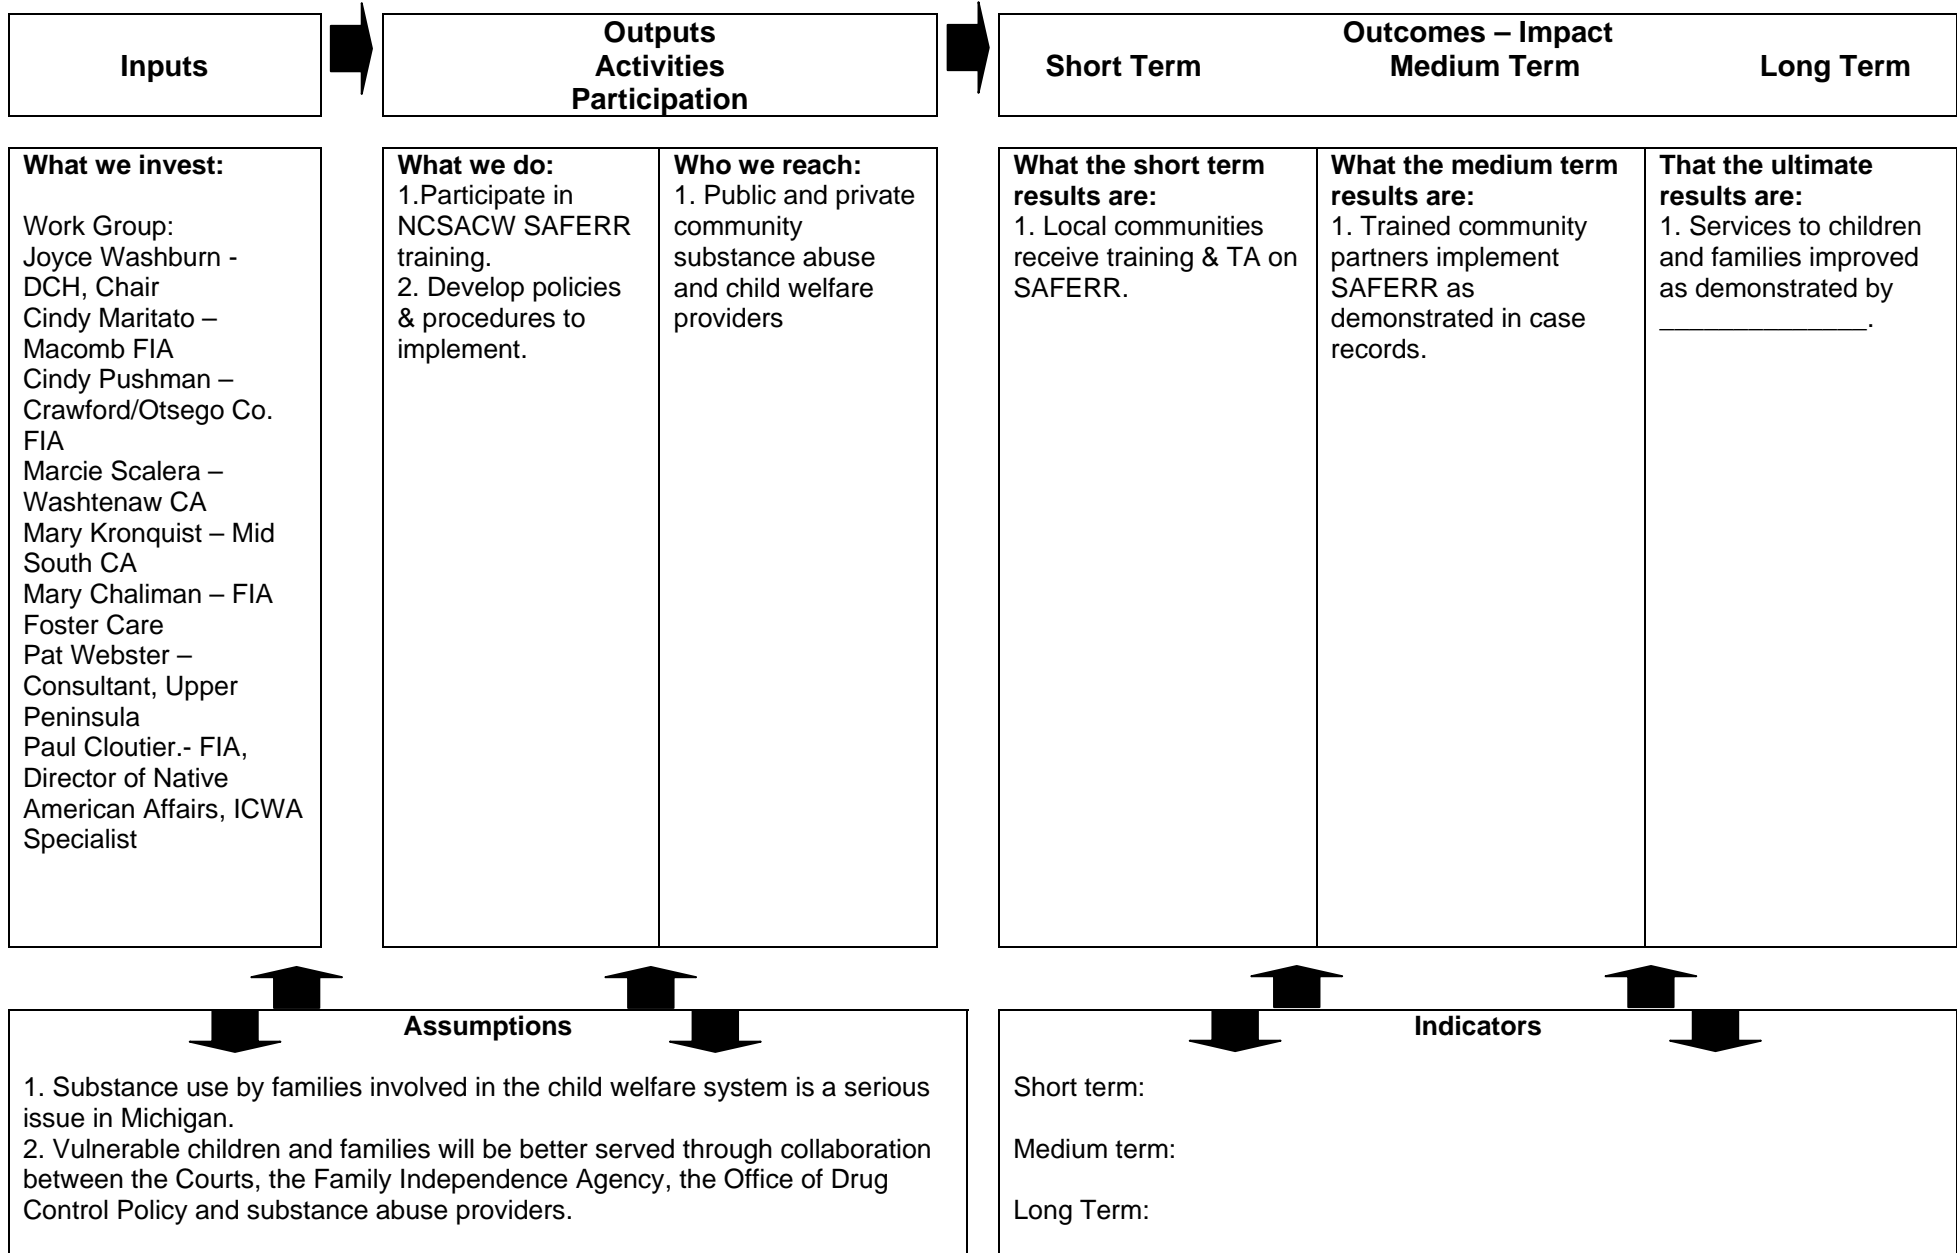 Inputs
Outputs
Activities
Participation
Outcomes – Impact
Short Term Medium Term Long Term
What we invest:
Work Group:
Joyce Washburn -
DCH, Chair
Cindy Maritato –
Macomb FIA
Cindy Pushman –
Crawford/Otsego Co.
FIA
Marcie Scalera –
Washtenaw CA
Mary Kronquist – Mid
South CA
Mary Chaliman – FIA
Foster Care
Pat Webster –
Consultant, Upper
Peninsula
Paul Cloutier.- FIA,
Director of Native
American Affairs, ICWA
Specialist
What we do:
1.Participate in
NCSACW SAFERR
training.
2. Develop policies
& procedures to
implement.
Who we reach:
1. Public and private
community
substance abuse
and child welfare
providers
What the short term
results are:
1. Local communities
receive training & TA on
SAFERR.
What the medium term
results are:
1. Trained community
partners implement
SAFERR as
demonstrated in case
records.
That the ultimate
results are:
1. Services to children
and families improved
as demonstrated by
______________.
Assumptions
1. Substance use by families involved in the child welfare system is a serious
issue in Michigan.
2. Vulnerable children and families will be better served through collaboration
between the Courts, the Family Independence Agency, the Office of Drug
Control Policy and substance abuse providers.
Indicators
Short term:
Medium term:
Long Term: